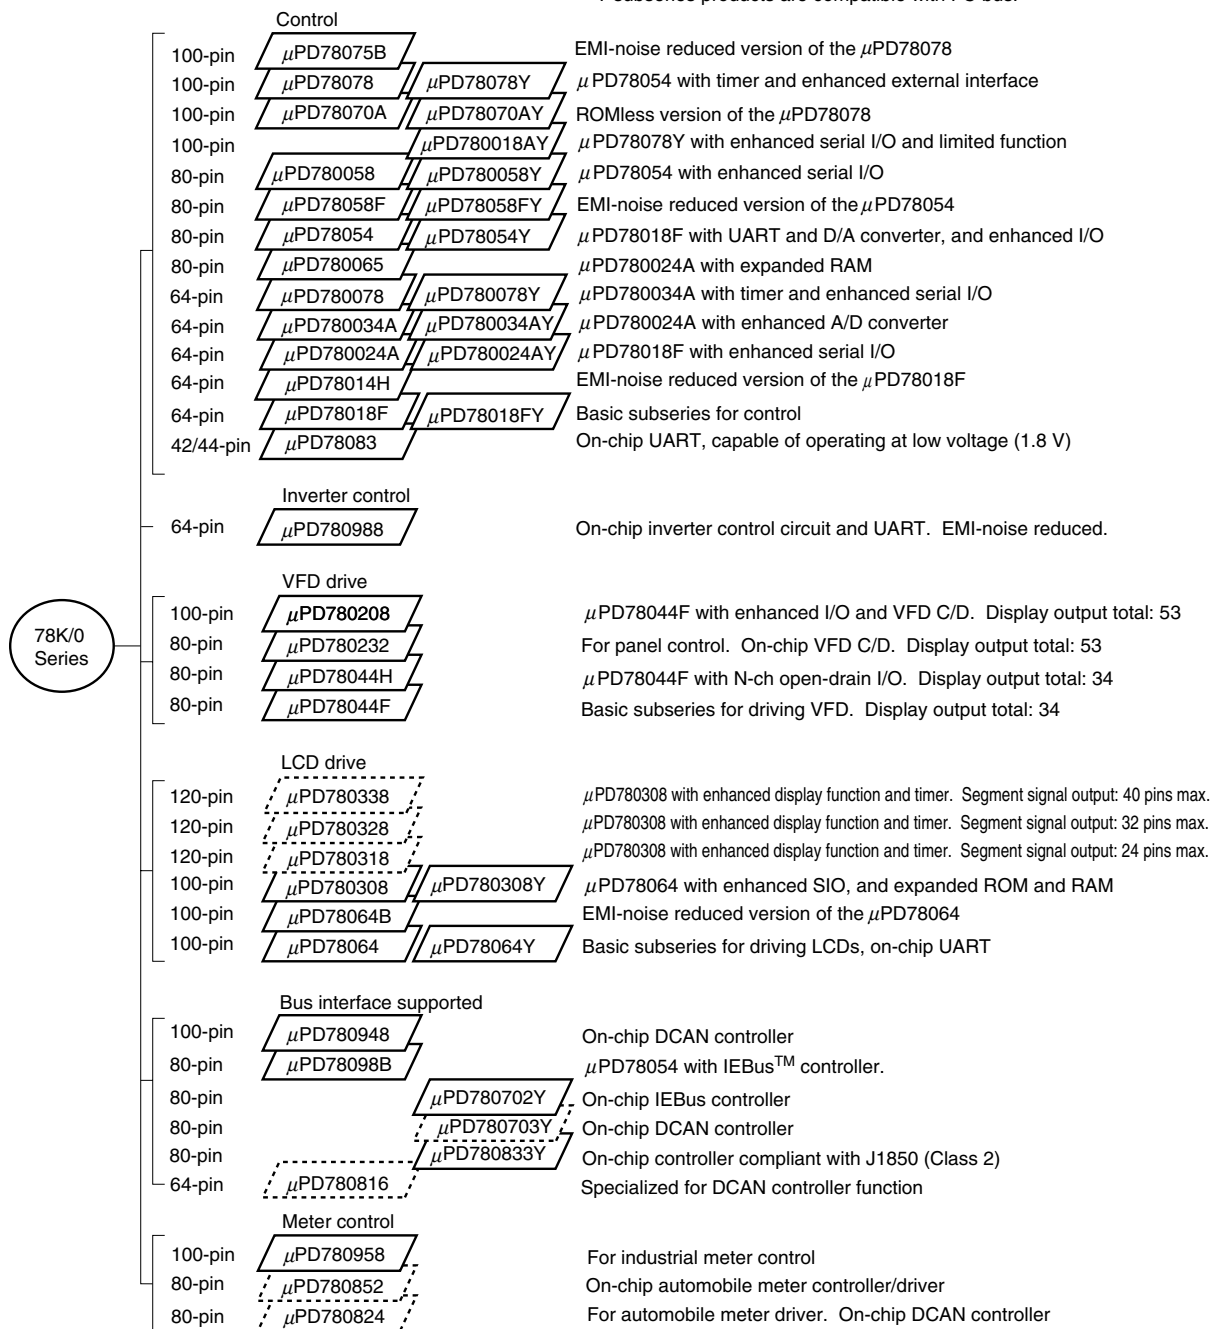 Y subseries products are compatible with I²C bus.
Control
100-pin μPD78075B EMI-noise reduced version of the μPD78078
100-pin μPD78078 μPD78078Y μPD78054 with timer and enhanced external interface
100-pin μPD78070A μPD78070AY ROMless version of the μPD78078
100-pin μPD780018AY μPD78078Y with enhanced serial I/O and limited function
80-pin μPD780058 μPD780058Y μPD78054 with enhanced serial I/O
80-pin μPD78058F μPD78058FY EMI-noise reduced version of the μPD78054
80-pin μPD78054 μPD78054Y μPD78018F with UART and D/A converter, and enhanced I/O
80-pin μPD780065 μPD780024A with expanded RAM
64-pin μPD780078 μPD780078Y μPD780034A with timer and enhanced serial I/O
64-pin μPD780034A μPD780034AY μPD780024A with enhanced A/D converter
64-pin μPD780024A μPD780024AY μPD78018F with enhanced serial I/O
64-pin μPD78014H EMI-noise reduced version of the μPD78018F
64-pin μPD78018F μPD78018FY Basic subseries for control
42/44-pin μPD78083 On-chip UART, capable of operating at low voltage (1.8 V)
Inverter control
64-pin μPD780988 On-chip inverter control circuit and UART. EMI-noise reduced.
VFD drive
78K/0
Series
100-pin μPD780208 μPD78044F with enhanced I/O and VFD C/D. Display output total: 53
80-pin μPD780232 For panel control. On-chip VFD C/D. Display output total: 53
80-pin μPD78044H μPD78044F with N-ch open-drain I/O. Display output total: 34
80-pin μPD78044F Basic subseries for driving VFD. Display output total: 34
LCD drive
120-pin μPD780338 μPD780308 with enhanced display function and timer. Segment signal output: 40 pins max.
120-pin μPD780328 μPD780308 with enhanced display function and timer. Segment signal output: 32 pins max.
120-pin μPD780318 μPD780308 with enhanced display function and timer. Segment signal output: 24 pins max.
100-pin μPD780308 μPD780308Y μPD78064 with enhanced SIO, and expanded ROM and RAM
100-pin μPD78064B EMI-noise reduced version of the μPD78064
100-pin μPD78064 μPD78064Y Basic subseries for driving LCDs, on-chip UART
Bus interface supported
100-pin μPD780948 On-chip DCAN controller
80-pin μPD78098B μPD78054 with IEBus™ controller.
80-pin μPD780702Y On-chip IEBus controller
80-pin μPD780703Y On-chip DCAN controller
80-pin μPD780833Y On-chip controller compliant with J1850 (Class 2)
64-pin μPD780816 Specialized for DCAN controller function
Meter control
100-pin μPD780958 For industrial meter control
80-pin μPD780852 On-chip automobile meter controller/driver
80-pin μPD780824 For automobile meter driver. On-chip DCAN controller